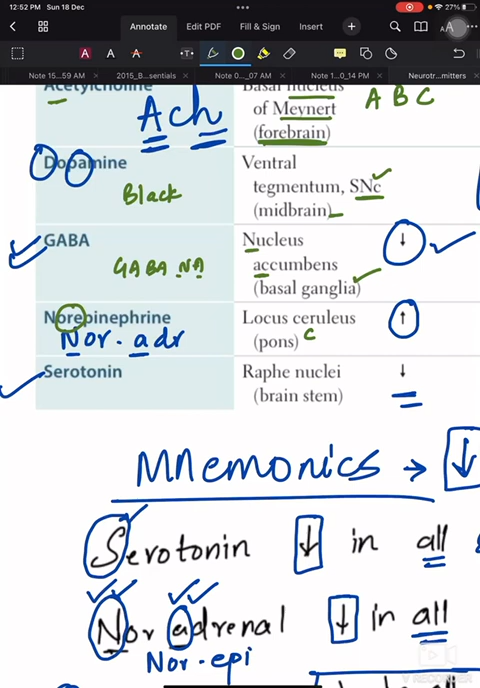 12:52 PM Sun 18 Dec
27%
Annotate Edit PDF Fill & Sign Insert
AA
A A A T
Note 15...59 AM × 2015_B...sentials × Note 0..._07 AM × Note 1...0_14 PM × Neurotr...mitters ×
Acetylcholine Basal nucleus
of Meynert
(forebrain)
ABC
Ach
Dopamine Ventral
tegmentum, SNc
(midbrain)
Black
GABA Nucleus ↓
accumbens
(basal ganglia)
GABA NA
Norepinephrine Locus ceruleus ↑
(pons) c
Nor. adr
Serotonin Raphe nuclei ↓
(brain stem)
Mnemonics → ↓
Serotonin ↓ in all
Nor adrenal ↓ in all
Nor-epi
RECORDER